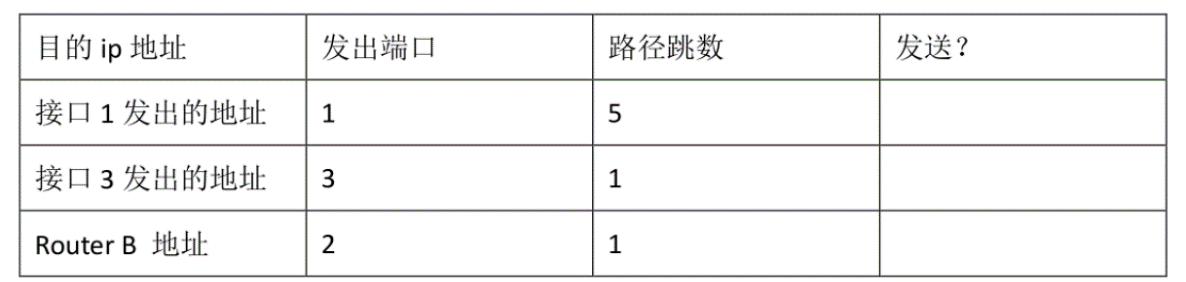 目的 ip 地址 发出端口 路径跳数 发送？
接口 1 发出的地址 1 5
接口 3 发出的地址 3 1
Router B 地址 2 1